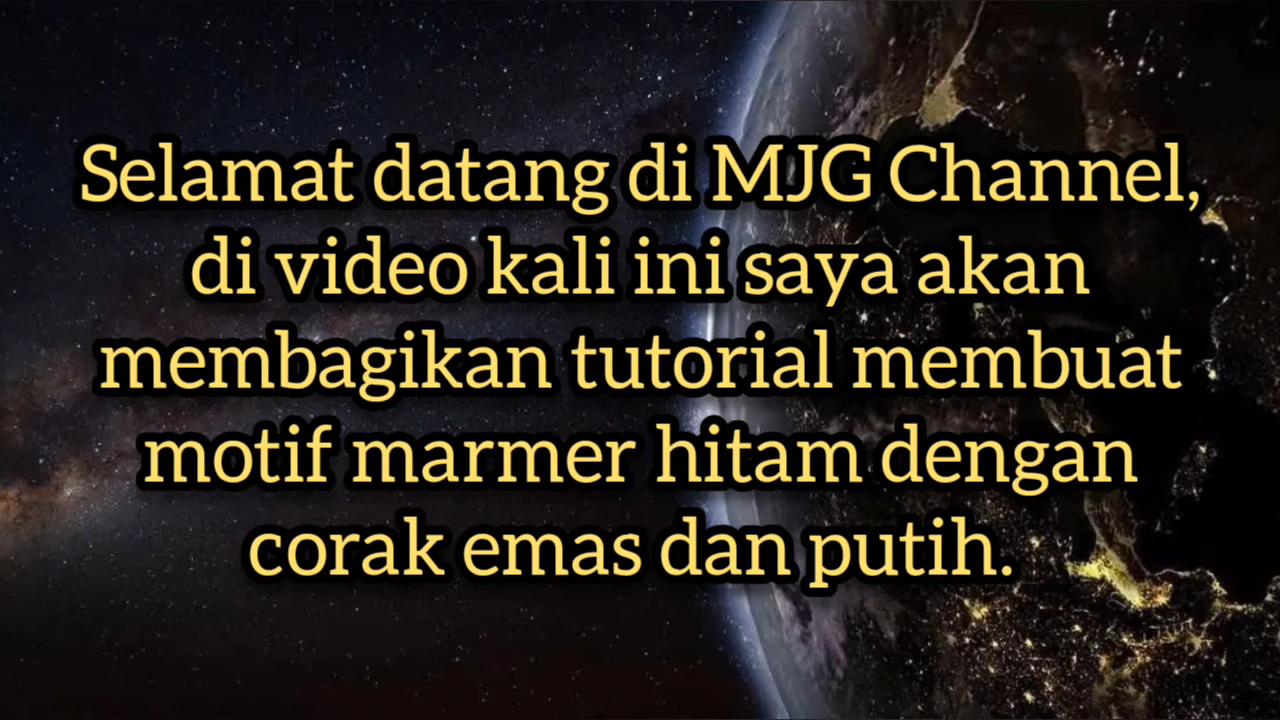 Selamat datang di MJG Channel,
di video kali ini saya akan
membagikan tutorial membuat
motif marmer hitam dengan
corak emas dan putih.